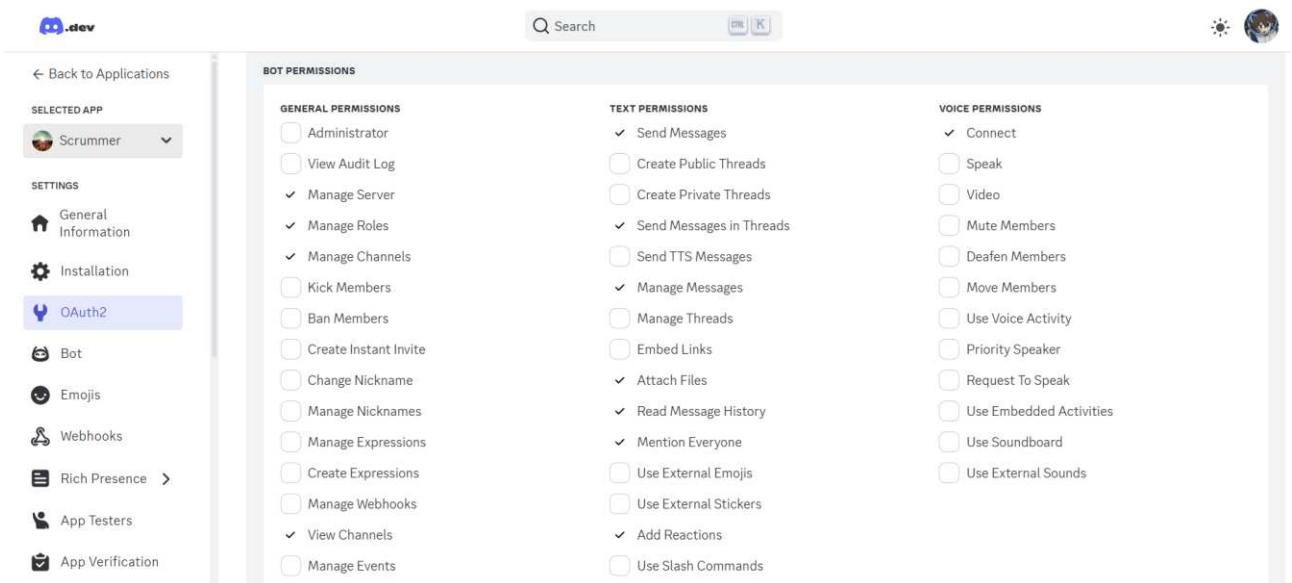 .dev
Search
CTRL K
← Back to Applications
SELECTED APP
Scrummer
SETTINGS
General
Information
Installation
OAuth2
Bot
Emojis
Webhooks
Rich Presence
App Testers
App Verification
BOT PERMISSIONS
GENERAL PERMISSIONS
Administrator
View Audit Log
Manage Server
Manage Roles
Manage Channels
Kick Members
Ban Members
Create Instant Invite
Change Nickname
Manage Nicknames
Manage Expressions
Create Expressions
Manage Webhooks
View Channels
Manage Events
TEXT PERMISSIONS
Send Messages
Create Public Threads
Create Private Threads
Send Messages in Threads
Send TTS Messages
Manage Messages
Manage Threads
Embed Links
Attach Files
Read Message History
Mention Everyone
Use External Emojis
Use External Stickers
Add Reactions
Use Slash Commands
VOICE PERMISSIONS
Connect
Speak
Video
Mute Members
Deafen Members
Move Members
Use Voice Activity
Priority Speaker
Request To Speak
Use Embedded Activities
Use Soundboard
Use External Sounds